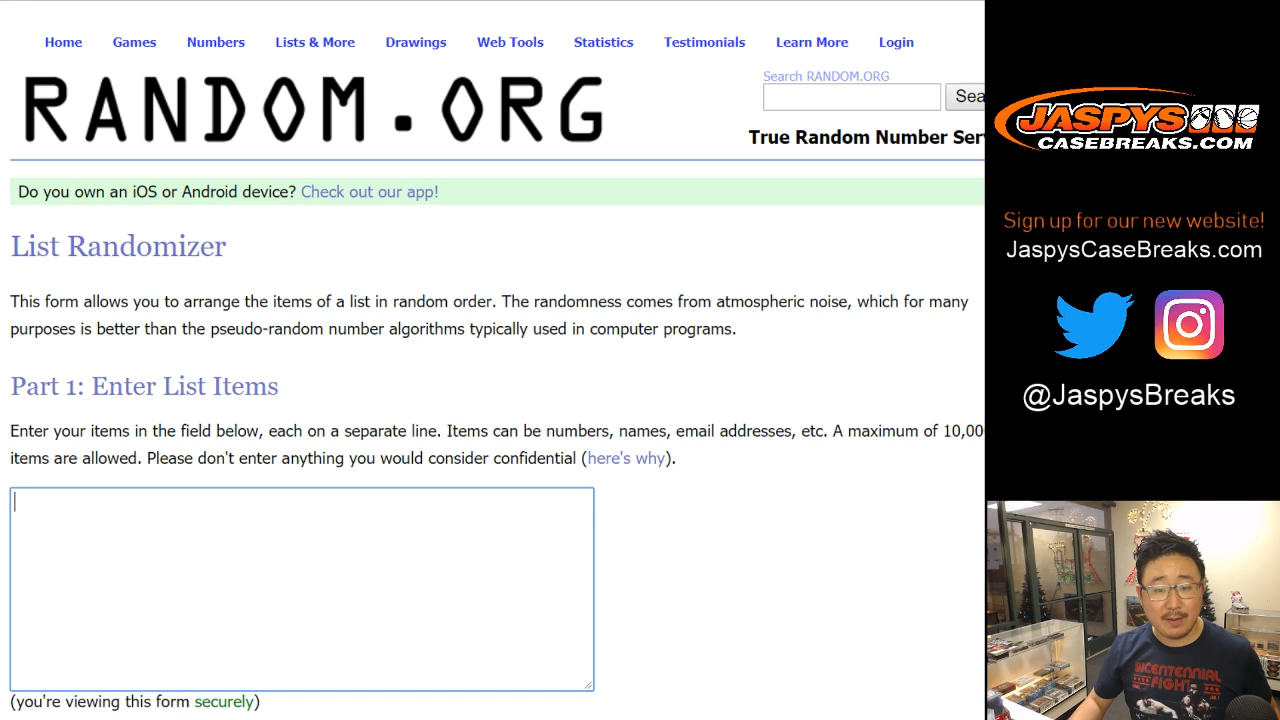 Home Games Numbers Lists & More Drawings Web Tools Statistics Testimonials Learn More Login
RANDOM.ORG
Search RANDOM.ORG
Sea
True Random Number Ser
Do you own an iOS or Android device? Check out our app!
List Randomizer
This form allows you to arrange the items of a list in random order. The randomness comes from atmospheric noise, which for many
purposes is better than the pseudo-random number algorithms typically used in computer programs.
Part 1: Enter List Items
Enter your items in the field below, each on a separate line. Items can be numbers, names, email addresses, etc. A maximum of 10,00
items are allowed. Please don't enter anything you would consider confidential (here's why).
(you're viewing this form securely)
JASPYS
CASEBREAKS.COM
Sign up for our new website!
JaspysCaseBreaks.com
@JaspysBreaks
BICENTENNIAL
FIGHT